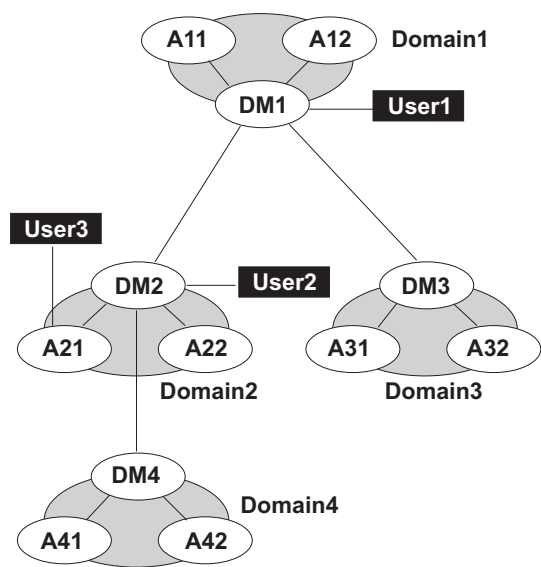 A11
A12
Domain1
DM1
User1
User3
DM2
User2
DM3
A21
A22
A31
A32
Domain2
Domain3
DM4
Domain4
A41
A42